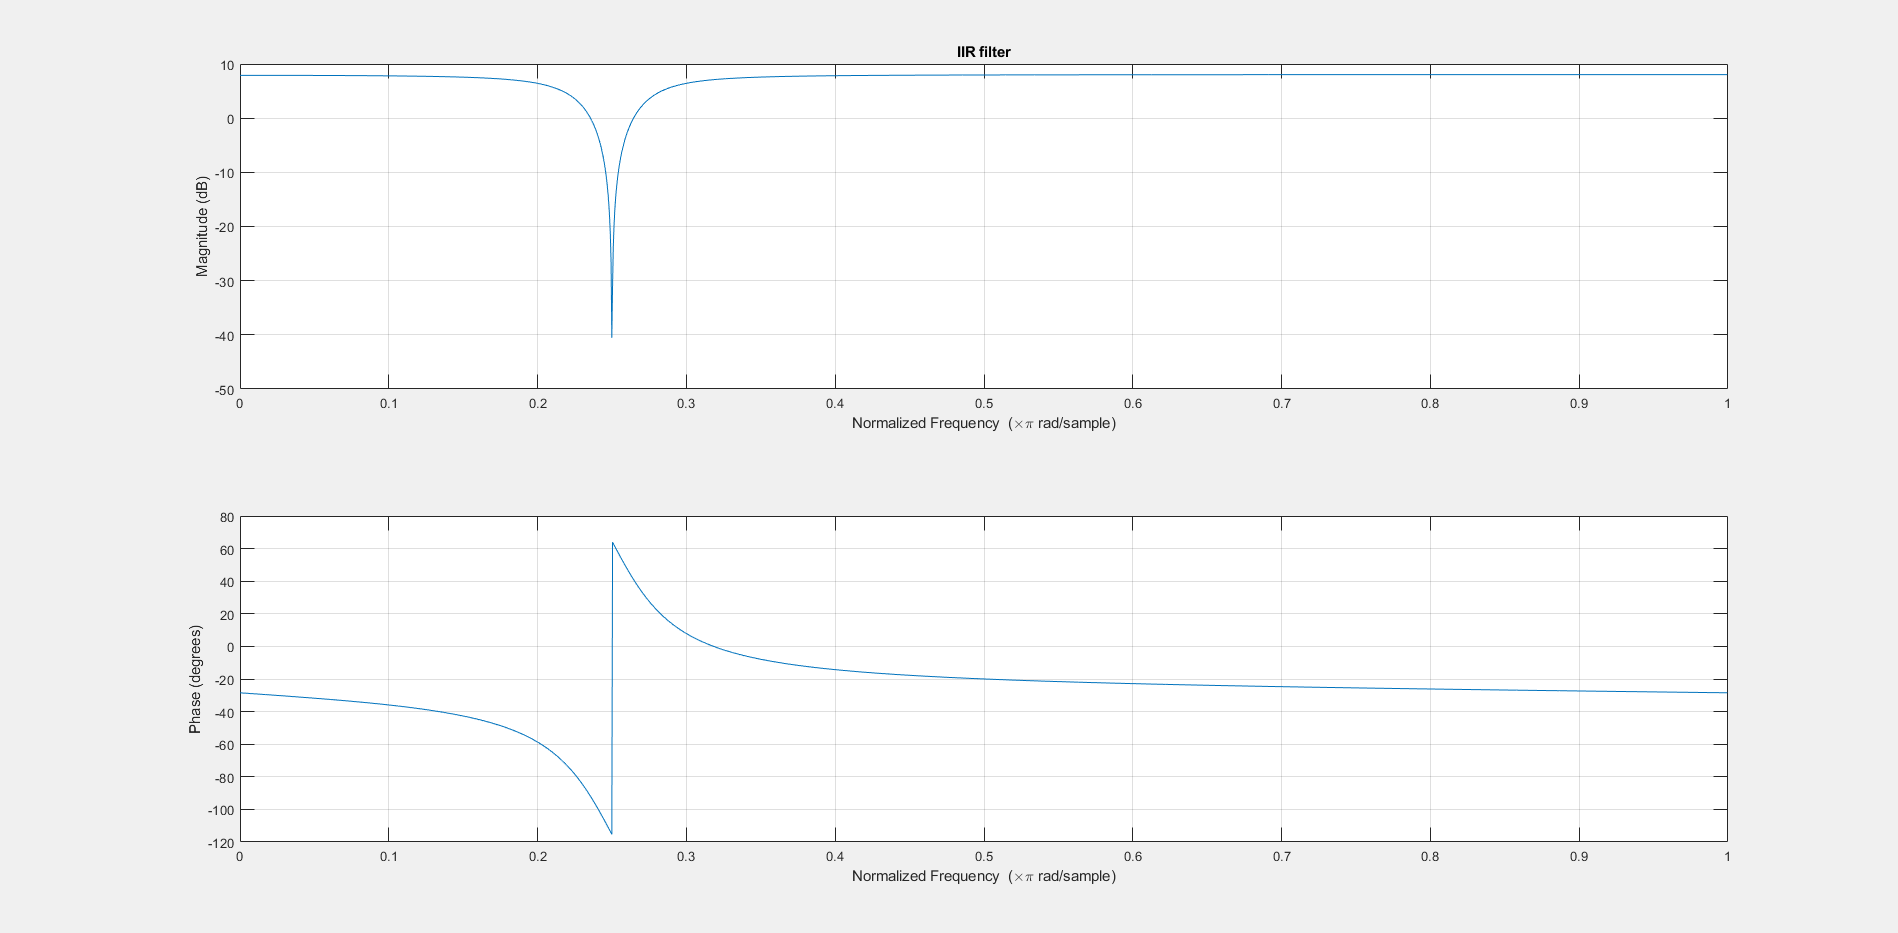 IIR filter
10
0
-10
-20
-30
-40
-50
Magnitude (dB)
0 0.1 0.2 0.3 0.4 0.5 0.6 0.7 0.8 0.9 1
Normalized Frequency (×π rad/sample)
80
60
40
20
0
-20
-40
-60
-80
-100
-120
Phase (degrees)
0 0.1 0.2 0.3 0.4 0.5 0.6 0.7 0.8 0.9 1
Normalized Frequency (×π rad/sample)